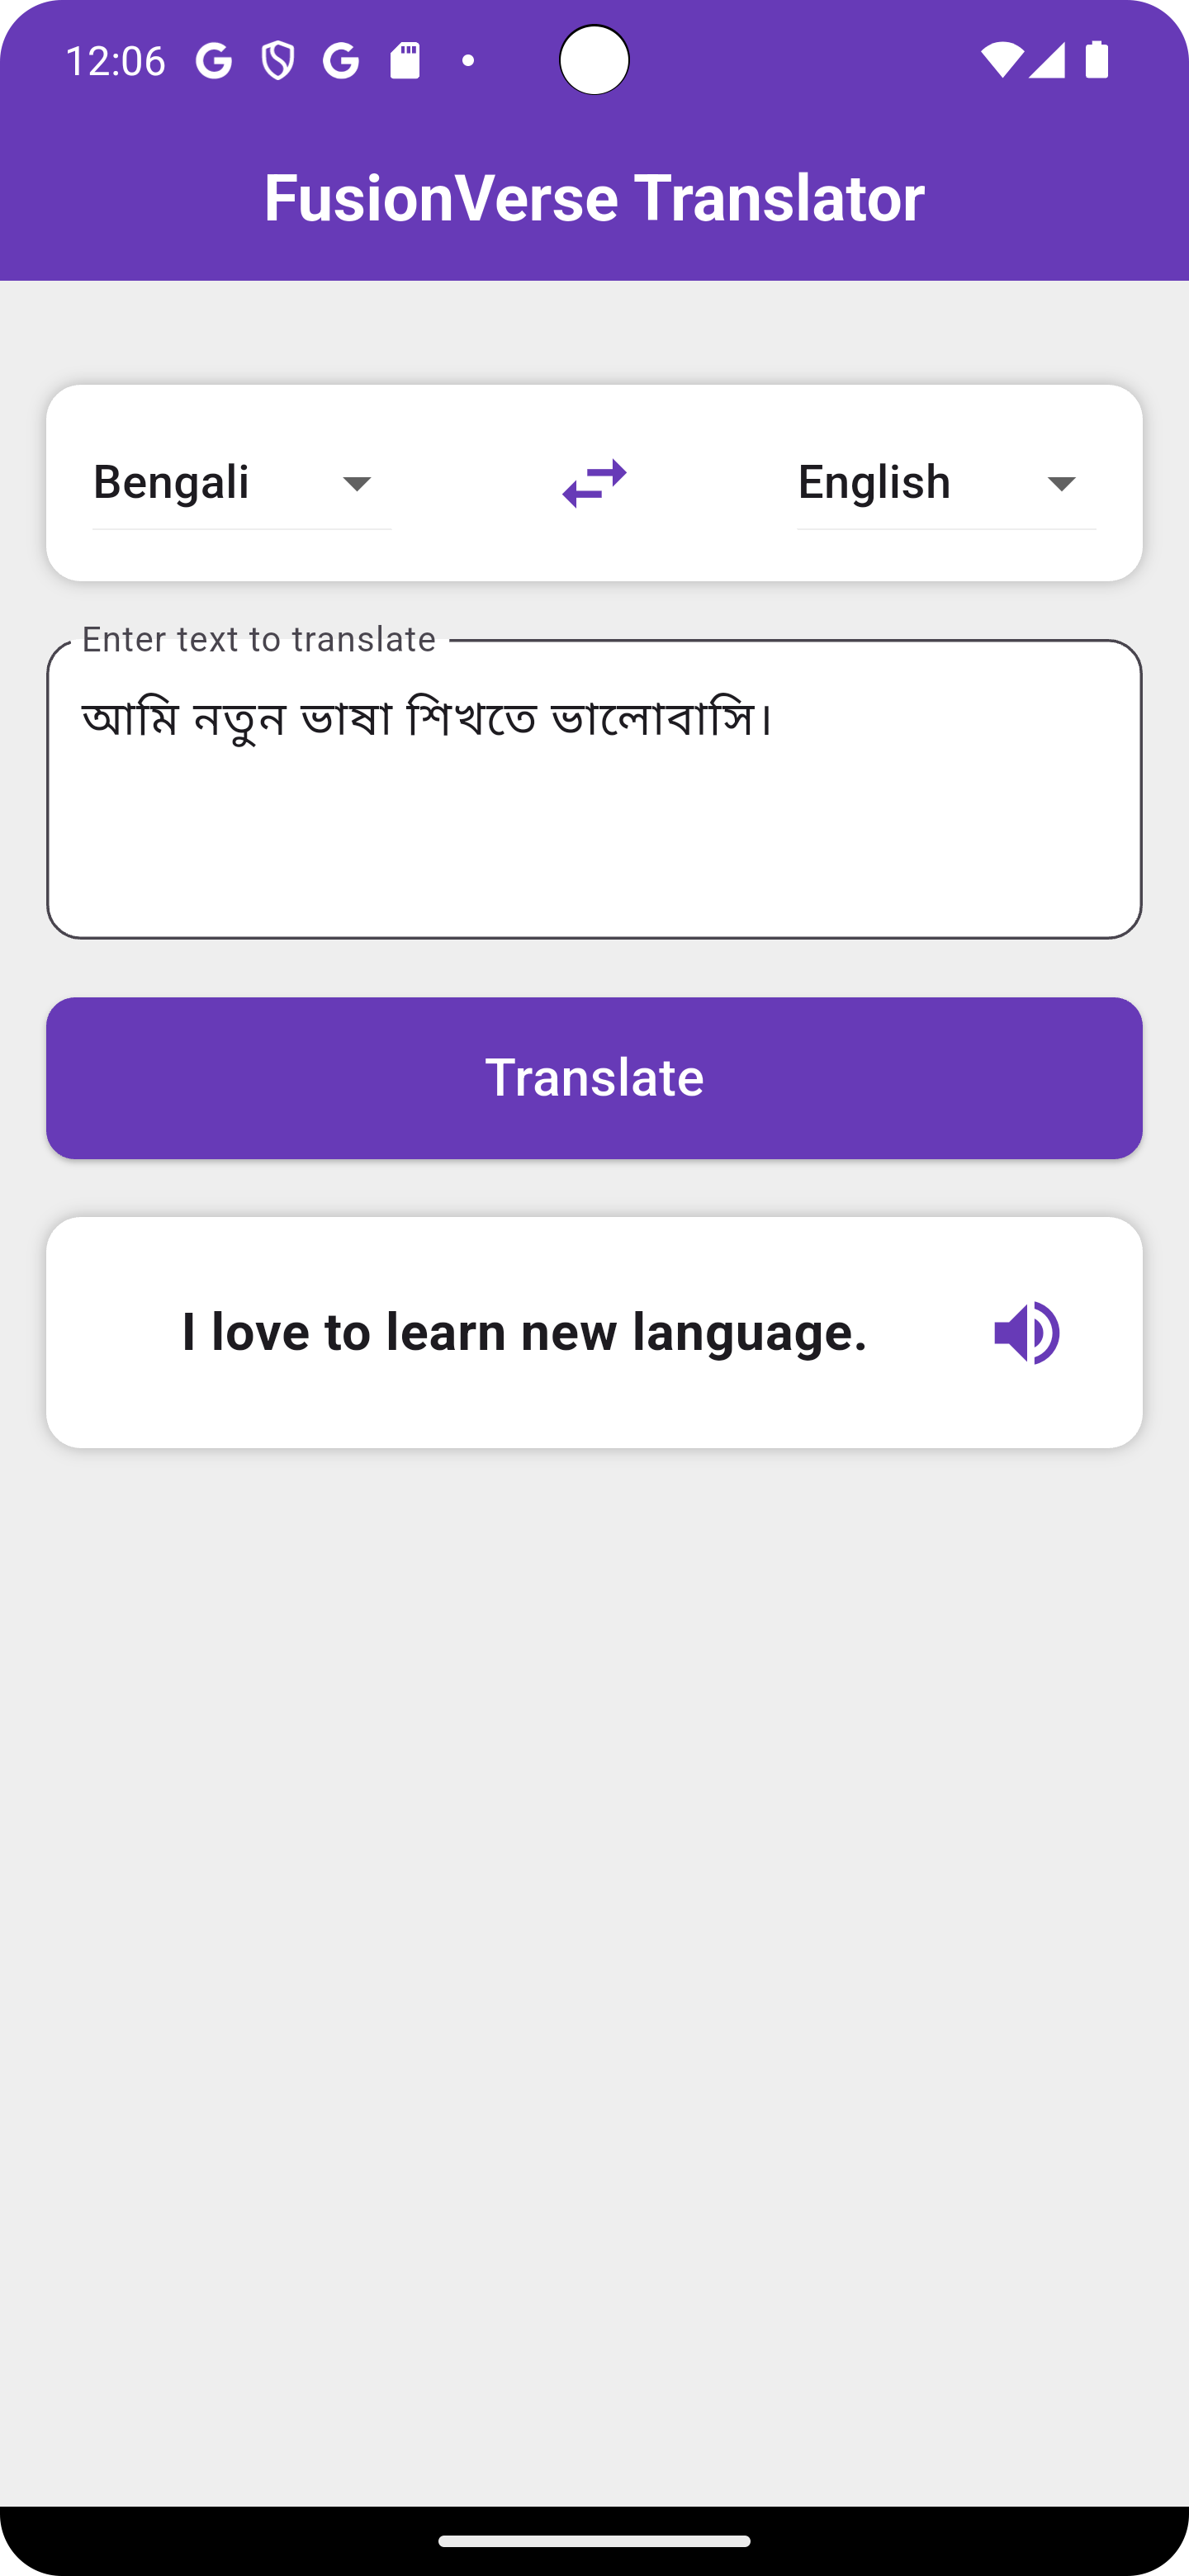 12:06
FusionVerse Translator
Bengali
English
Enter text to translate
আমি নতুন ভাষা শিখতে ভালোবাসি।
Translate
I love to learn new language.